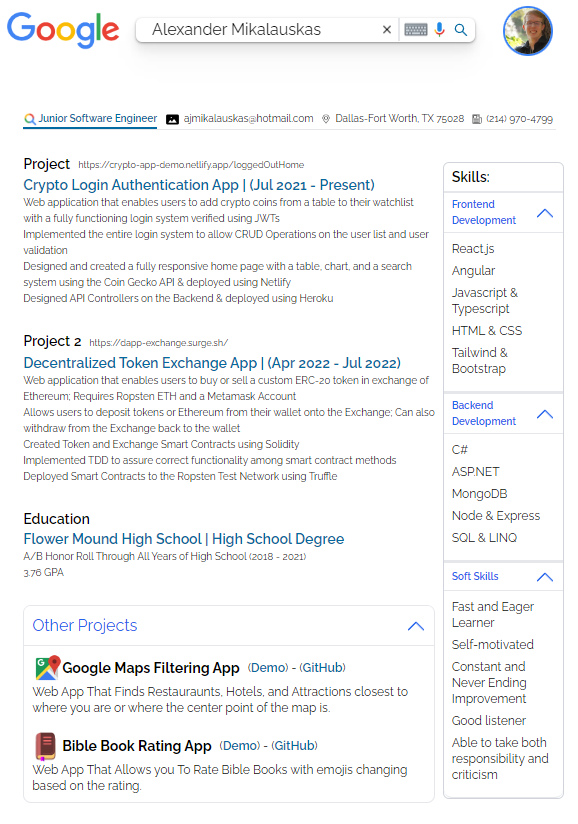 Google
Alexander Mikalauskas
Junior Software Engineer
ajmikalauskas@hotmail.com
Dallas-Fort Worth, TX 75028
(214) 970-4799
Project https://crypto-app-demo.netlify.app/loggedOutHome
Crypto Login Authentication App | (Jul 2021 - Present)
Web application that enables users to add crypto coins from a table to their watchlist
with a fully functioning login system verified using JWTs
Implemented the entire login system to allow CRUD Operations on the user list and user
validation
Designed and created a fully responsive home page with a table, chart, and a search
system using the Coin Gecko API & deployed using Netlify
Designed API Controllers on the Backend & deployed using Heroku
Project 2 https://dapp-exchange.surge.sh/
Decentralized Token Exchange App | (Apr 2022 - Jul 2022)
Web application that enables users to buy or sell a custom ERC-20 token in exchange of
Ethereum; Requires Ropsten ETH and a Metamask Account
Allows users to deposit tokens or Ethereum from their wallet onto the Exchange; Can also
withdraw from the Exchange back to the wallet
Created Token and Exchange Smart Contracts using Solidity
Implemented TDD to assure correct functionality among smart contract methods
Deployed Smart Contracts to the Ropsten Test Network using Truffle
Education
Flower Mound High School | High School Degree
A/B Honor Roll Through All Years of High School (2018 - 2021)
3.76 GPA
Other Projects
Google Maps Filtering App (Demo) - (GitHub)
Web App That Finds Restauraunts, Hotels, and Attractions closest to
where you are or where the center point of the map is.
Bible Book Rating App (Demo) - (GitHub)
Web App That Allows you To Rate Bible Books with emojis changing
based on the rating.
Skills:
Frontend
Development
React.js
Angular
Javascript &
Typescript
HTML & CSS
Tailwind &
Bootstrap
Backend
Development
C#
ASP.NET
MongoDB
Node & Express
SQL & LINQ
Soft Skills
Fast and Eager
Learner
Self-motivated
Constant and
Never Ending
Improvement
Good listener
Able to take both
responsibility and
criticism